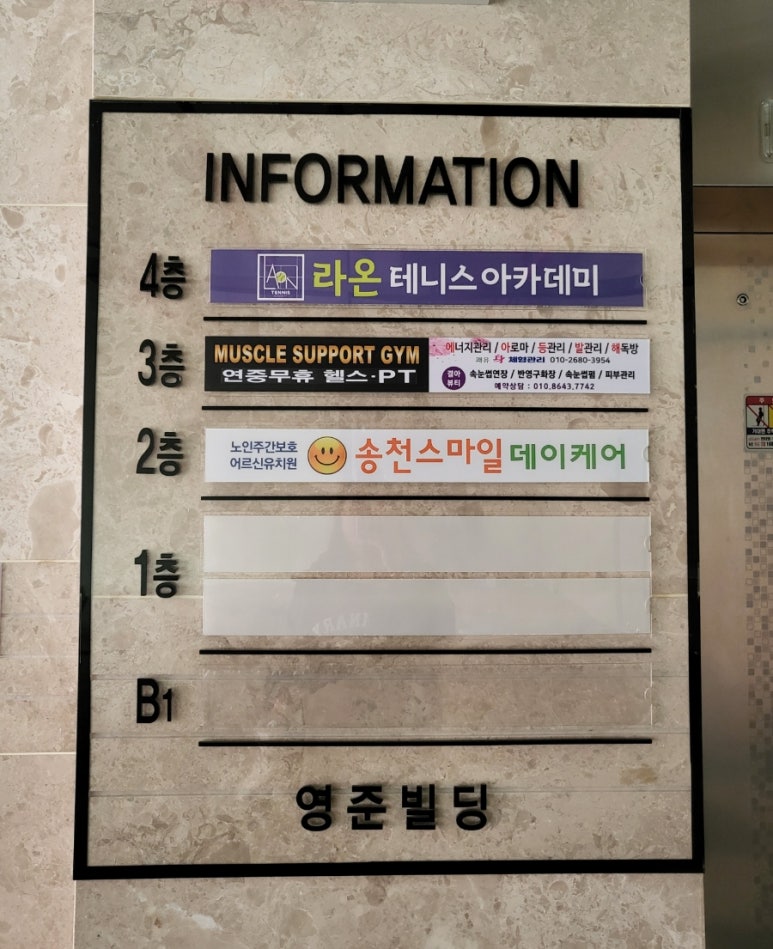 INFORMATION
4층
TENNIS
라온 테니스 아카데미
3층
MUSCLE SUPPORT GYM
연중무휴 헬스·PT
에너지관리 / 아로마 / 등관리 / 발관리 / 해독방
체험관리 010-2680-3954
결아
뷰티
속눈썹연장 / 반영구화장 / 속눈썹펌 / 피부관리
예약상담 : 010.8643.7742
2층
노인주간보호
어르신유치원
송천스마일 데이케어
1층
B1
영준빌딩